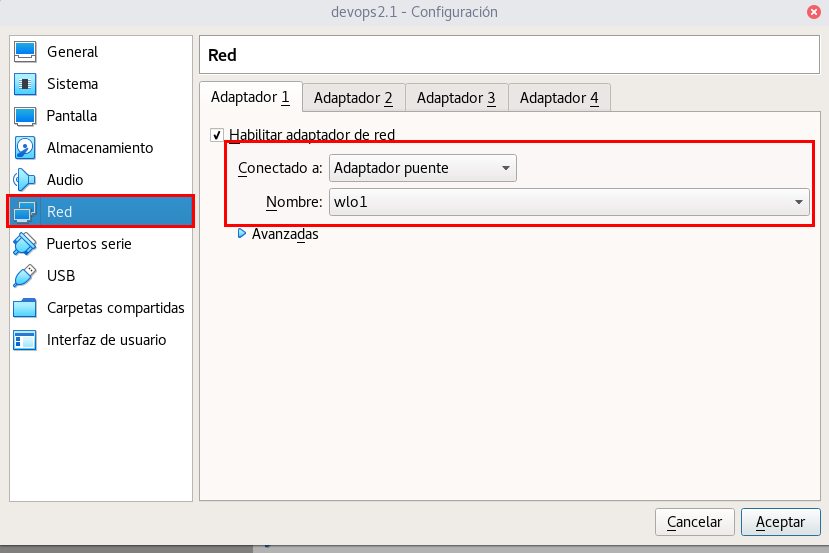 devops2.1 - Configuración
General
Sistema
Pantalla
Almacenamiento
Audio
Red
Puertos serie
USB
Carpetas compartidas
Interfaz de usuario
Red
Adaptador 1 Adaptador 2 Adaptador 3 Adaptador 4
Habilitar adaptador de red
Conectado a: Adaptador puente
Nombre: wlo1
Avanzadas
Cancelar Aceptar